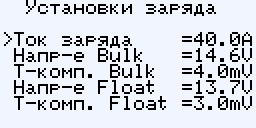 Установки заряда
>Ток заряда =40.0A
Напр-е Bulk =14.6V
Т-комп. Bulk =4.0mV
Напр-е Float =13.7V
Т-комп. Float =3.0mV